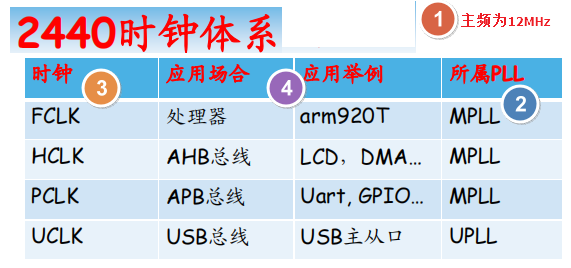 2440时钟体系
1 主频为12MHz
时钟 应用场合 应用举例 所属PLL
3 4 2
FCLK 处理器 arm920T MPLL
HCLK AHB总线 LCD，DMA… MPLL
PCLK APB总线 Uart, GPIO… MPLL
UCLK USB总线 USB主从口 UPLL